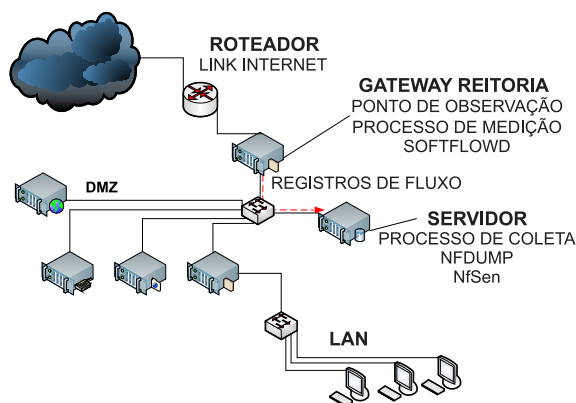 ROTEADOR
LINK INTERNET
GATEWAY REITORIA
PONTO DE OBSERVAÇÃO
PROCESSO DE MEDIÇÃO
SOFTFLOWD
DMZ
REGISTROS DE FLUXO
SERVIDOR
PROCESSO DE COLETA
NFDUMP
NfSen
LAN